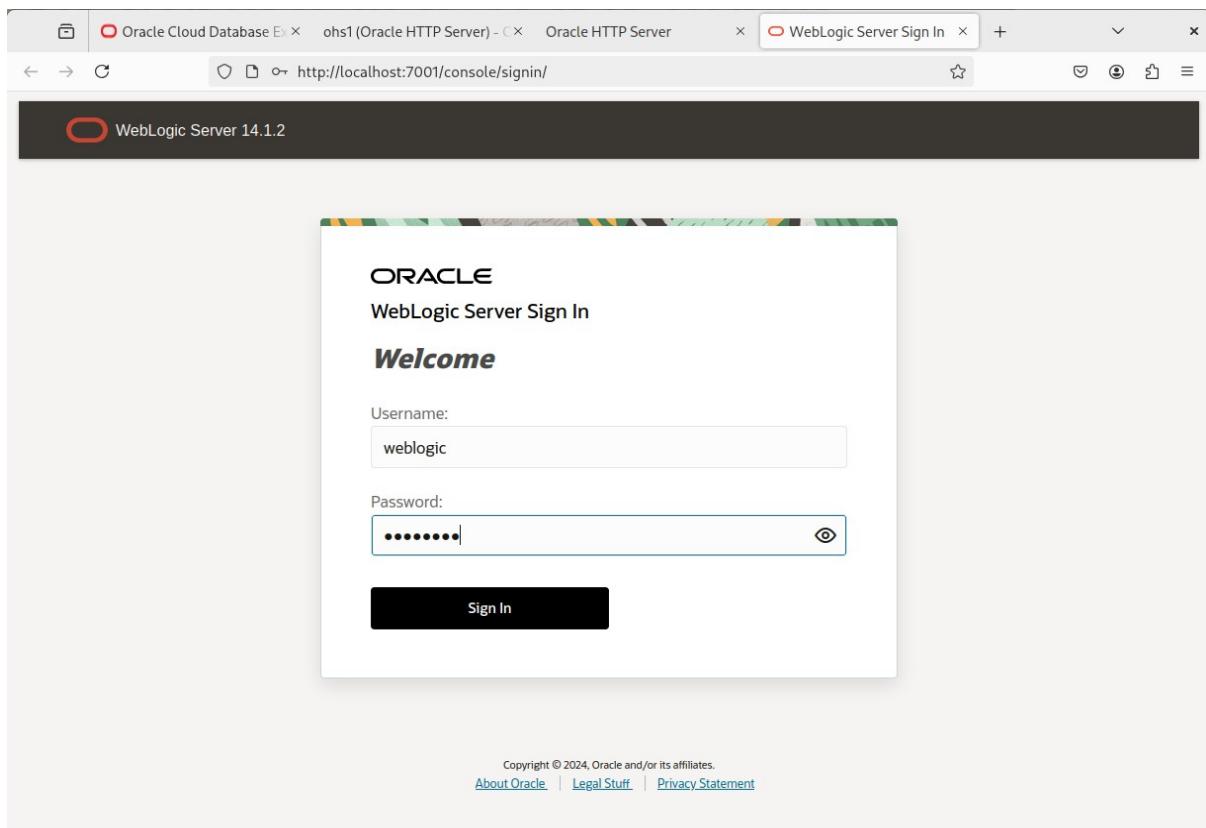 Oracle Cloud Database Ex
ohs1 (Oracle HTTP Server) - C
Oracle HTTP Server
WebLogic Server Sign In
http://localhost:7001/console/signin/
WebLogic Server 14.1.2
ORACLE
WebLogic Server Sign In
Welcome
Username:
weblogic
Password:
••••••••
Sign In
Copyright © 2024, Oracle and/or its affiliates.
About Oracle | Legal Stuff | Privacy Statement